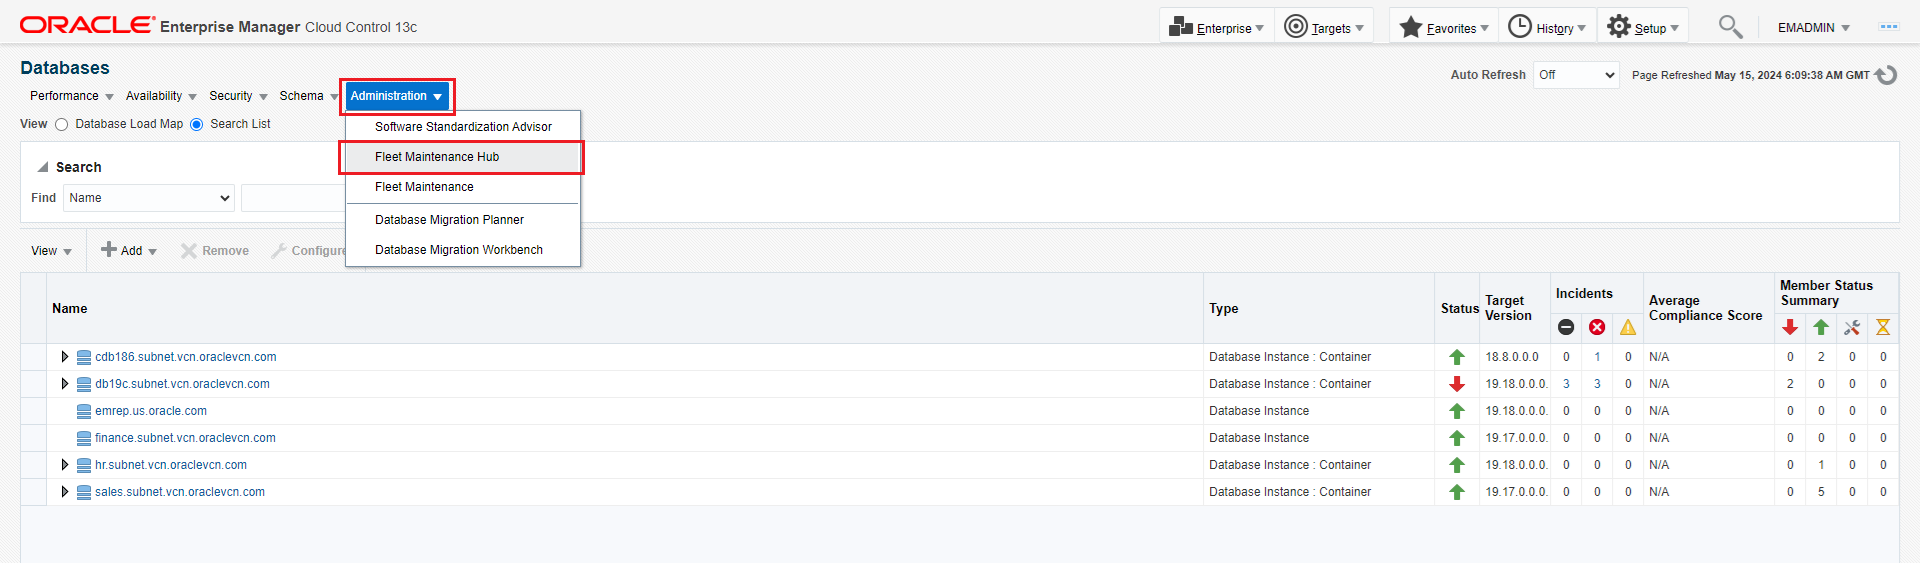 ORACLE Enterprise Manager Cloud Control 13c
Enterprise Targets Favorites History Setup EMADMIN
Databases
Auto Refresh Off Page Refreshed May 15, 2024 6:09:38 AM GMT
Performance Availability Security Schema Administration
View Database Load Map Search List
Software Standardization Advisor
Fleet Maintenance Hub
Fleet Maintenance
Database Migration Planner
Database Migration Workbench
Search
Find Name
View Add Remove Configure
Name Type Status Target Version Incidents Average Compliance Score Member Status Summary
cdb186.subnet.vcn.oraclevcn.com Database Instance : Container 18.8.0.0.0 0 1 0 N/A 0 2 0 0
db19c.subnet.vcn.oraclevcn.com Database Instance : Container 19.18.0.0.0. 3 3 0 N/A 2 0 0 0
emrep.us.oracle.com Database Instance 19.18.0.0.0. 0 0 0 N/A 0 0 0 0
finance.subnet.vcn.oraclevcn.com Database Instance 19.17.0.0.0. 0 0 0 N/A 0 0 0 0
hr.subnet.vcn.oraclevcn.com Database Instance : Container 19.18.0.0.0. 0 0 0 N/A 0 1 0 0
sales.subnet.vcn.oraclevcn.com Database Instance : Container 19.17.0.0.0. 0 0 0 N/A 0 5 0 0